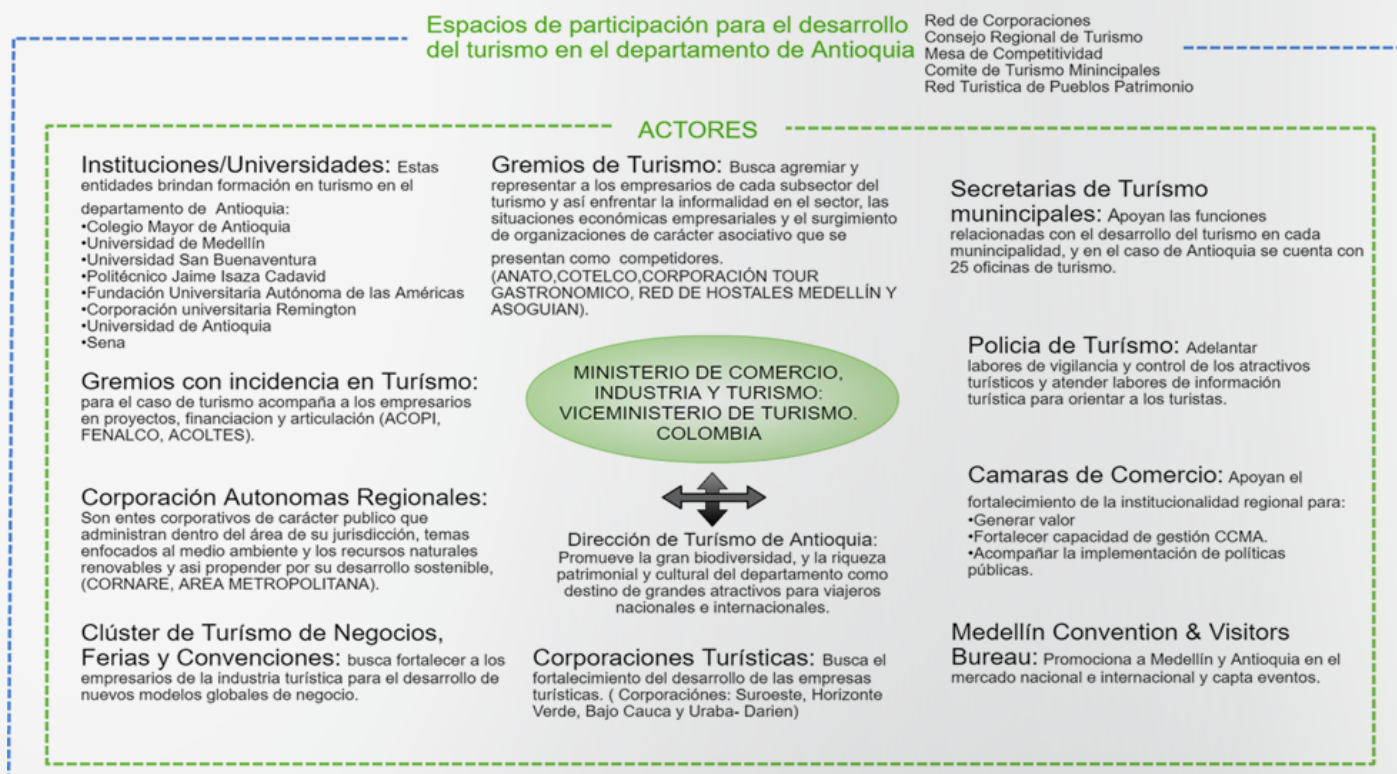 Espacios de participación para el desarrollo
del turismo en el departamento de Antioquia
Red de Corporaciones
Consejo Regional de Turismo
Mesa de Competitividad
Comite de Turismo Minincipales
Red Turistica de Pueblos Patrimonio
ACTORES
Instituciones/Universidades: Estas
entidades brindan formación en turismo en el
departamento de Antioquia:
•Colegio Mayor de Antioquia
•Universidad de Medellín
•Universidad San Buenaventura
•Politécnico Jaime Isaza Cadavid
•Fundación Universitaria Autónoma de las Américas
•Corporación universitaria Remington
•Universidad de Antioquia
•Sena
Gremios con incidencia en Turísmo:
para el caso de turismo acompaña a los empresarios
en proyectos, financiacion y articulación (ACOPI,
FENALCO, ACOLTES).
Corporación Autonomas Regionales:
Son entes corporativos de carácter publico que
administran dentro del área de su jurisdicción, temas
enfocados al medio ambiente y los recursos naturales
renovables y asi propender por su desarrollo sostenible,
(CORNARE, AREA METROPOLITANA).
Clúster de Turísmo de Negocios,
Ferias y Convenciones: busca fortalecer a los
empresarios de la industria turística para el desarrollo de
nuevos modelos globales de negocio.
Gremios de Turismo: Busca agremiar y
representar a los empresarios de cada subsector del
turismo y así enfrentar la informalidad en el sector, las
situaciones económicas empresariales y el surgimiento
de organizaciones de carácter asociativo que se
presentan como competidores.
(ANATO,COTELCO,CORPORACIÓN TOUR
GASTRONOMICO, RED DE HOSTALES MEDELLÍN Y
ASOGUIAN).
MINISTERIO DE COMERCIO,
INDUSTRIA Y TURISMO:
VICEMINISTERIO DE TURISMO.
COLOMBIA
Dirección de Turísmo de Antioquia:
Promueve la gran biodiversidad, y la riqueza
patrimonial y cultural del departamento como
destino de grandes atractivos para viajeros
nacionales e internacionales.
Corporaciones Turísticas: Busca el
fortalecimiento del desarrollo de las empresas
turísticas. ( Corporaciónes: Suroeste, Horizonte
Verde, Bajo Cauca y Uraba- Darien)
Secretarias de Turísmo
munincipales: Apoyan las funciones
relacionadas con el desarrollo del turismo en cada
munincipalidad, y en el caso de Antioquia se cuenta con
25 oficinas de turismo.
Policia de Turísmo: Adelantar
labores de vigilancia y control de los atractivos
turísticos y atender labores de información
turística para orientar a los turistas.
Camaras de Comercio: Apoyan el
fortalecimiento de la institucionalidad regional para:
•Generar valor
•Fortalecer capacidad de gestión CCMA.
•Acompañar la implementación de políticas
públicas.
Medellín Convention & Visitors
Bureau: Promociona a Medellín y Antioquia en el
mercado nacional e internacional y capta eventos.